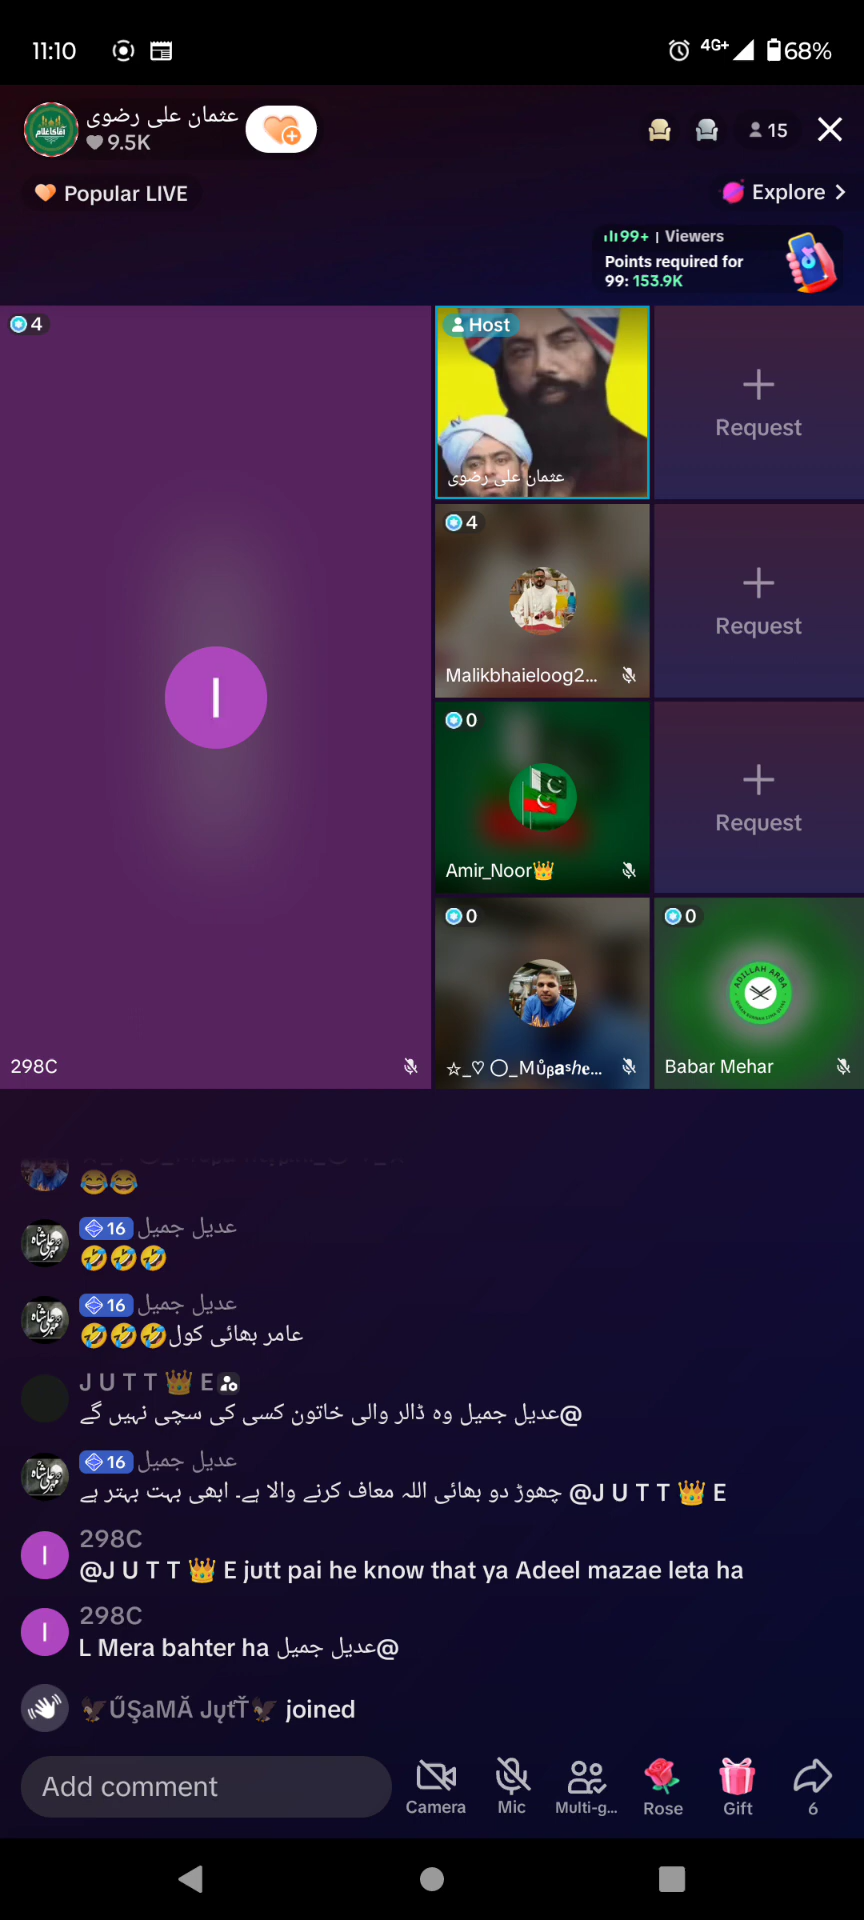 11:10
4G+ 68%
عثمان علی رضوی
9.5K
15
Popular LIVE
Explore
99+ | Viewers
Points required for
99: 153.9K
4
Host
عثمان علی رضوی
Request
4
Malikbhaieloog2...
Request
0
Amir_Noor👑
Request
298C
0
☆_♡ ◯_Můᵦaˢℎe...
0
ADILLAH ARBA
Babar Mehar
😂😂
16 عدیل جمیل
🤣🤣🤣
16 عدیل جمیل
عامر بھائی کول🤣🤣🤣
J U T T 👑 E
@عدیل جمیل وہ ڈالر والی خاتون کسی کی سچی نہیں گے
16 عدیل جمیل
@J U T T 👑 E چھوڑ دو بھائی اللہ معاف کرنے والا ہے۔ ابھی بہت بہتر ہے
298C
@J U T T 👑 E jutt pai he know that ya Adeel mazae leta ha
298C
L Mera bahter ha عدیل جمیل@
🦅ŰŞaMĂ JųťŤ🦅 joined
Add comment
Camera
Mic
Multi-g...
Rose
Gift
6